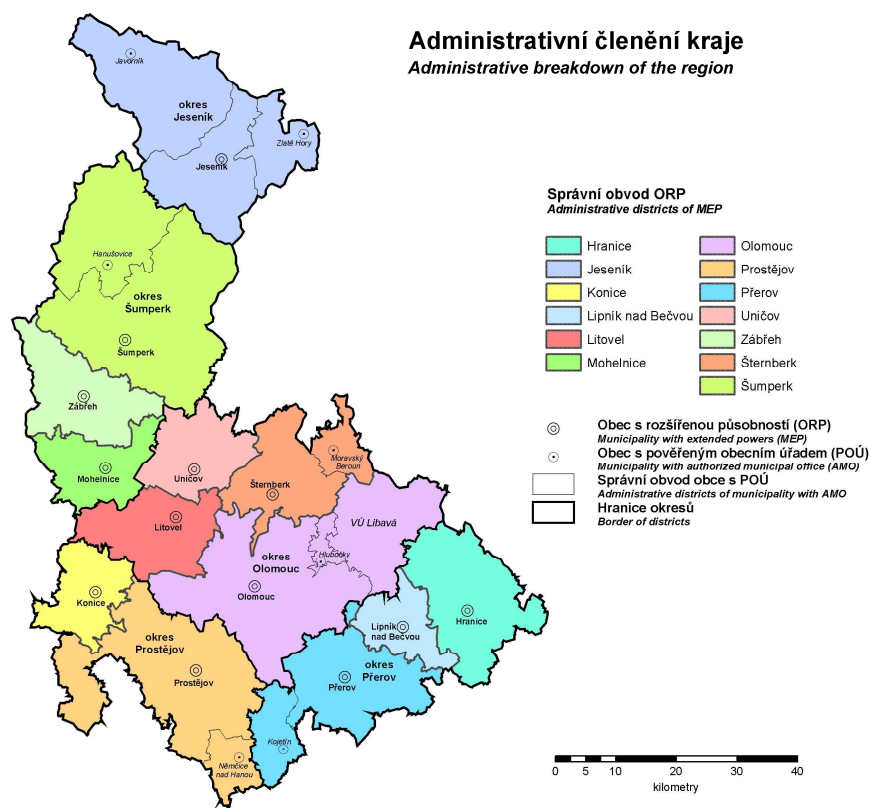 Administrativní členění kraje
Administrative breakdown of the region
Javorník
okres
Jeseník
Zlaté Hory
Jeseník
Hanušovice
okres
Šumperk
Šumperk
Zábřeh
Mohelnice
Uničov
Moravský
Beroun
Šternberk
Litovel
VÚ Libavá
okres
Olomouc
Hlubočky
Olomouc
Konice
Hranice
Lipník
nad Bečvou
okres
Prostějov
okres
Přerov
Prostějov
Přerov
Kojetín
Němčice
nad Hanou
Správní obvod ORP
Administrative districts of MEP
Hranice
Jeseník
Konice
Lipník nad Bečvou
Litovel
Mohelnice
Olomouc
Prostějov
Přerov
Uničov
Zábřeh
Šternberk
Šumperk
Obec s rozšířenou působností (ORP)
Municipality with extended powers (MEP)
Obec s pověřeným obecním úřadem (POÚ)
Municipality with authorized municipal office (AMO)
Správní obvod obce s POÚ
Administrative districts of municipality with AMO
Hranice okresů
Border of districts
0 5 10 20 30 40
kilometry